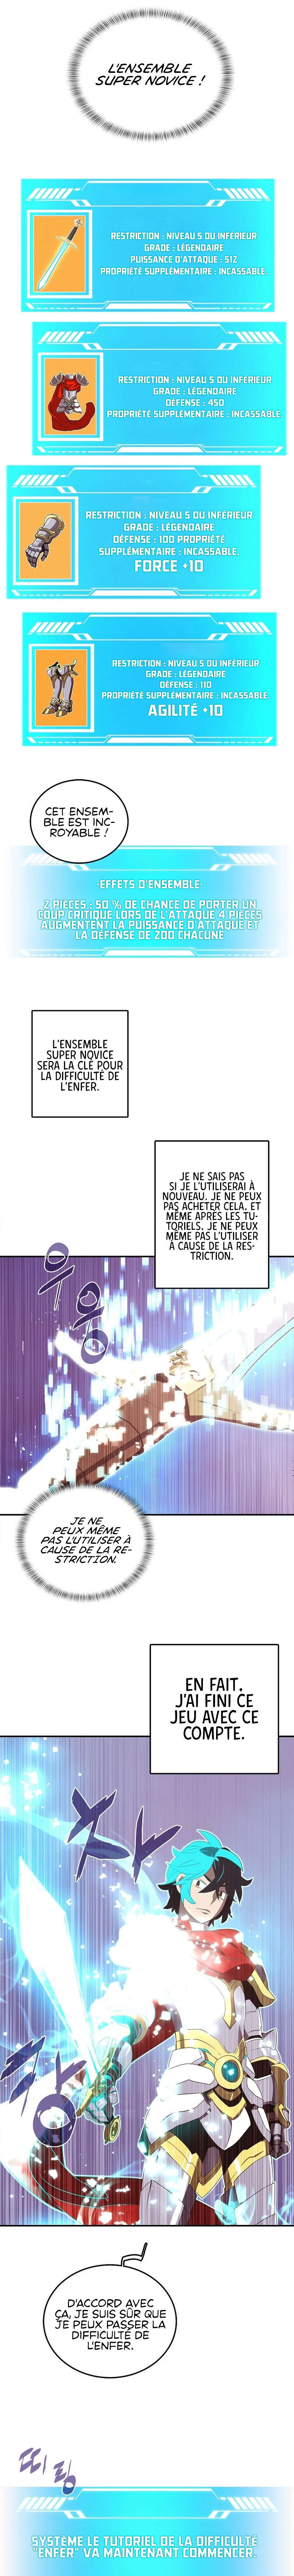 L'ENSEMBLE
SUPER NOVICE !
RESTRICTION : NIVEAU 5 OU INFÉRIEUR
GRADE : LÉGENDAIRE
PUISSANCE D'ATTAQUE : 512
PROPRIÉTÉ SUPPLÉMENTAIRE : INCASSABLE.
RESTRICTION : NIVEAU 5 OU INFÉRIEUR
GRADE : LÉGENDAIRE
DÉFENSE : 450
PROPRIÉTÉ SUPPLÉMENTAIRE : INCASSABLE.
RESTRICTION : NIVEAU 5 OU INFÉRIEUR
GRADE : LÉGENDAIRE
DÉFENSE : 100 PROPRIÉTÉ
SUPPLÉMENTAIRE : INCASSABLE.
FORCE +10
RESTRICTION : NIVEAU 5 OU INFÉRIEUR
GRADE : LÉGENDAIRE
DÉFENSE : 110
PROPRIÉTÉ SUPPLÉMENTAIRE : INCASSABLE.
AGILITÉ +10
CET ENSEM-
BLE EST INC-
ROYABLE !
·EFFETS D'ENSEMBLE·
2 PIÈCES : 50 % DE CHANCE DE PORTER UN
COUP CRITIQUE LORS DE L'ATTAQUE 4 PIÈCES
AUGMENTENT LA PUISSANCE D'ATTAQUE ET
LA DÉFENSE DE 200 CHACUNE
L'ENSEMBLE
SUPER NOVICE
SERA LA CLÉ POUR
LA DIFFICULTÉ DE
L'ENFER.
JE NE SAIS PAS
SI JE L'UTILISERAI À
NOUVEAU. JE NE PEUX
PAS ACHETER CELA, ET
MÊME APRÈS LES TU-
TORIELS, JE NE PEUX
MÊME PAS L'UTILISER
À CAUSE DE LA RES-
TRICTION.
우웅
JE NE
PEUX MÊME
PAS L'UTILISER À
CAUSE DE LA RE-
STRICTION.
EN FAIT,
J'AI FINI CE
JEU AVEC CE
COMPTE.
D'ACCORD AVEC
ÇA, JE SUIS SÛR QUE
JE PEUX PASSER LA
DIFFICULTÉ DE
L'ENFER.
띠링
SYSTÈME LE TUTORIEL DE LA DIFFICULTÉ
"ENFER" VA MAINTENANT COMMENCER.